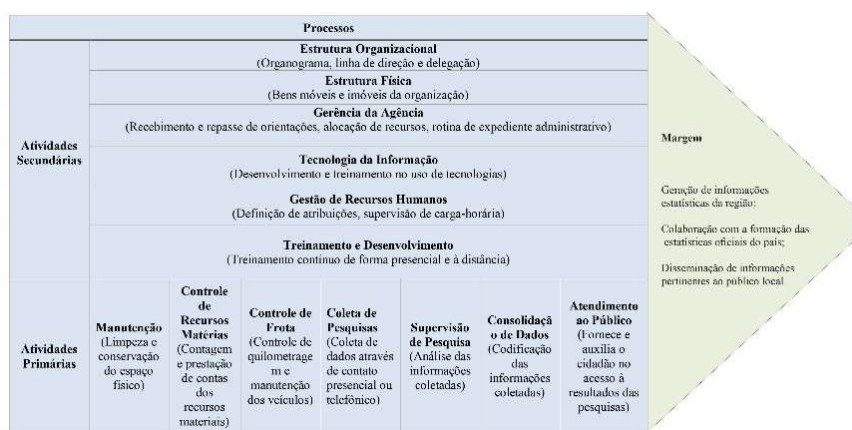 Processos
Estrutura Organizacional
(Organograma, linha de direção e delegação)
Estrutura Física
(Bens móveis e imóveis da organização)
Gerência da Agência
(Recebimento e repasse de orientações, alocação de recursos, rotina de expediente administrativo)
Atividades
Secundárias
Tecnologia da Informação
(Desenvolvimento e treinamento no uso de tecnologias)
Gestão de Recursos Humanos
(Definição de atribuições, supervisão de carga-horária)
Treinamento e Desenvolvimento
(Treinamento contínuo de forma presencial e à distância)
Atividades
Primárias
Manutenção
(Limpeza e
conservação
do espaço
físico)
Controle
de
Recursos
Matérias
(Contagem
e prestação
de contas
dos
recursos
materiais)
Controle de
Frota
(Controle de
quilometrage
m e
manutenção
dos veículos)
Coleta de
Pesquisas
(Coleta de
dados através
de contato
presencial ou
telefônico)
Supervisão
de Pesquisa
(Análise das
informações
coletadas)
Consolidaçã
o de Dados
(Codificação
das
informações
coletadas)
Atendimento
ao Público
(Fornece e
auxilia o
cidadão no
acesso à
resultados das
pesquisas)
Margem
Geração de informações
estatísticas da região;
Colaboração com a formação das
estatísticas oficiais do país;
Disseminação de informações
pertinentes ao público local